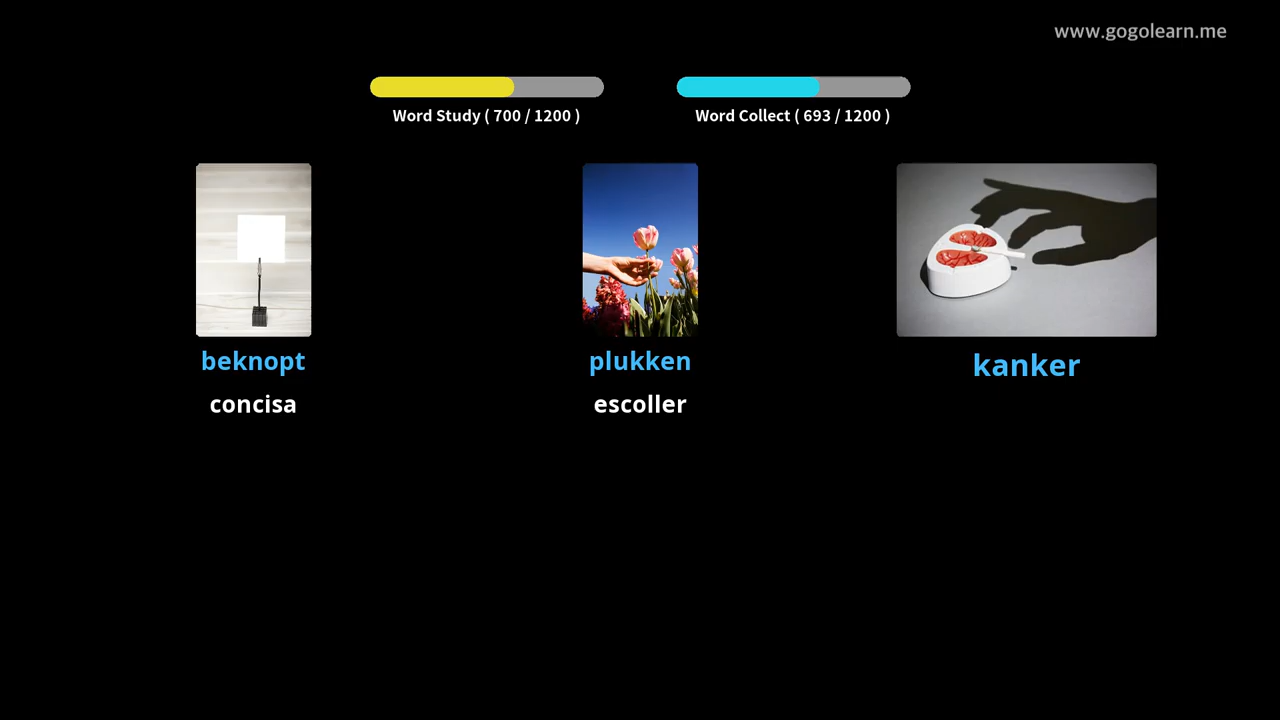 www.gogolearn.me
Word Study ( 700 / 1200 )
Word Collect ( 693 / 1200 )
beknopt
plukken
kanker
concisa
escoller